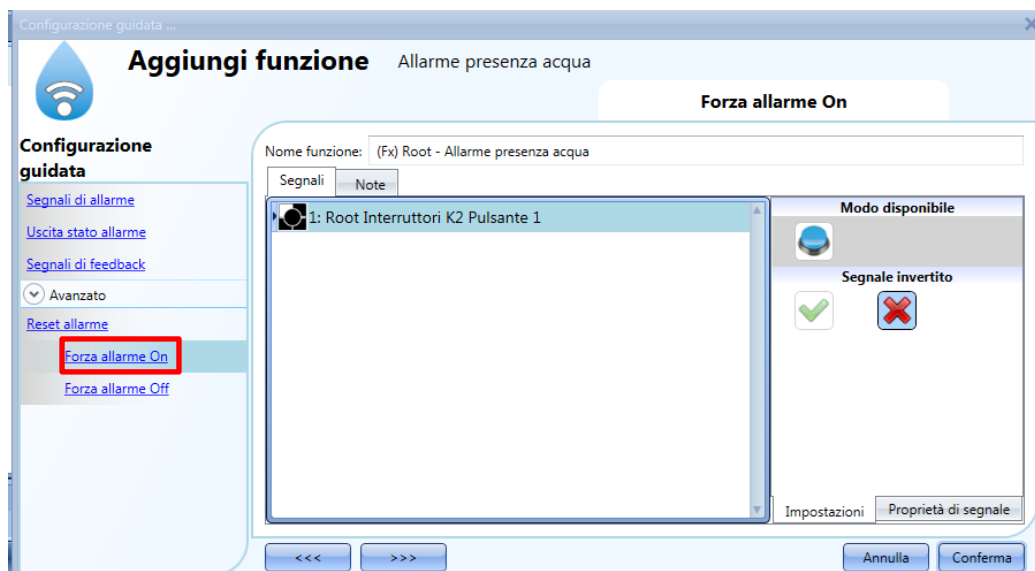 Configurazione guidata ...
Aggiungi funzione Allarme presenza acqua
Forza allarme On
Configurazione
guidata
Segnali di allarme
Uscita stato allarme
Segnali di feedback
Avanzato
Reset allarme
Forza allarme On
Forza allarme Off
Nome funzione: (Fx) Root - Allarme presenza acqua
Segnali Note
1: Root Interruttori K2 Pulsante 1
Modo disponibile
Segnale invertito
Impostazioni Proprietà di segnale
<<< >>> Annulla Conferma